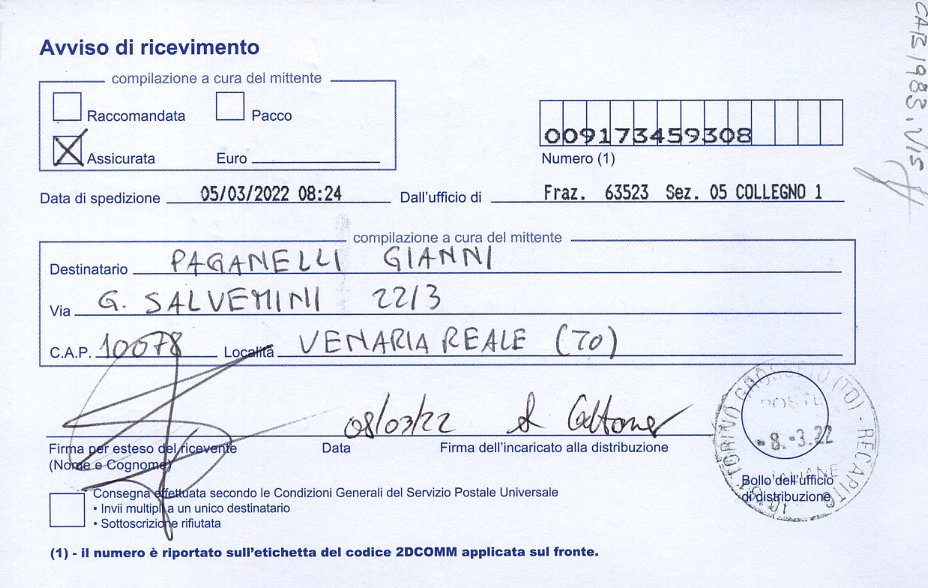 Avviso di ricevimento
compilazione a cura del mittente
Raccomandata Pacco
Assicurata Euro
009173459308
Numero (1)
Data di spedizione 05/03/2022 08:24 Dall'ufficio di Fraz. 63523 Sez. 05 COLLEGNO 1
compilazione a cura del mittente
Destinatario PAGANELLI GIANNI
Via G. SALVEMINI 22/3
C.A.P. 10078 Località VENARIA REALE (TO)
08/03/22
Firma per esteso del ricevente Data Firma dell'incaricato alla distribuzione
(Nome e Cognome)
TORINO (TO) - RECAPITO
POSTE
-8.-3.22
ITALIANE
Bollo dell'ufficio
di distribuzione
Consegna effettuata secondo le Condizioni Generali del Servizio Postale Universale
• Invii multipli a un unico destinatario
• Sottoscrizione rifiutata
(1) - il numero è riportato sull'etichetta del codice 2DCOMM applicata sul fronte.